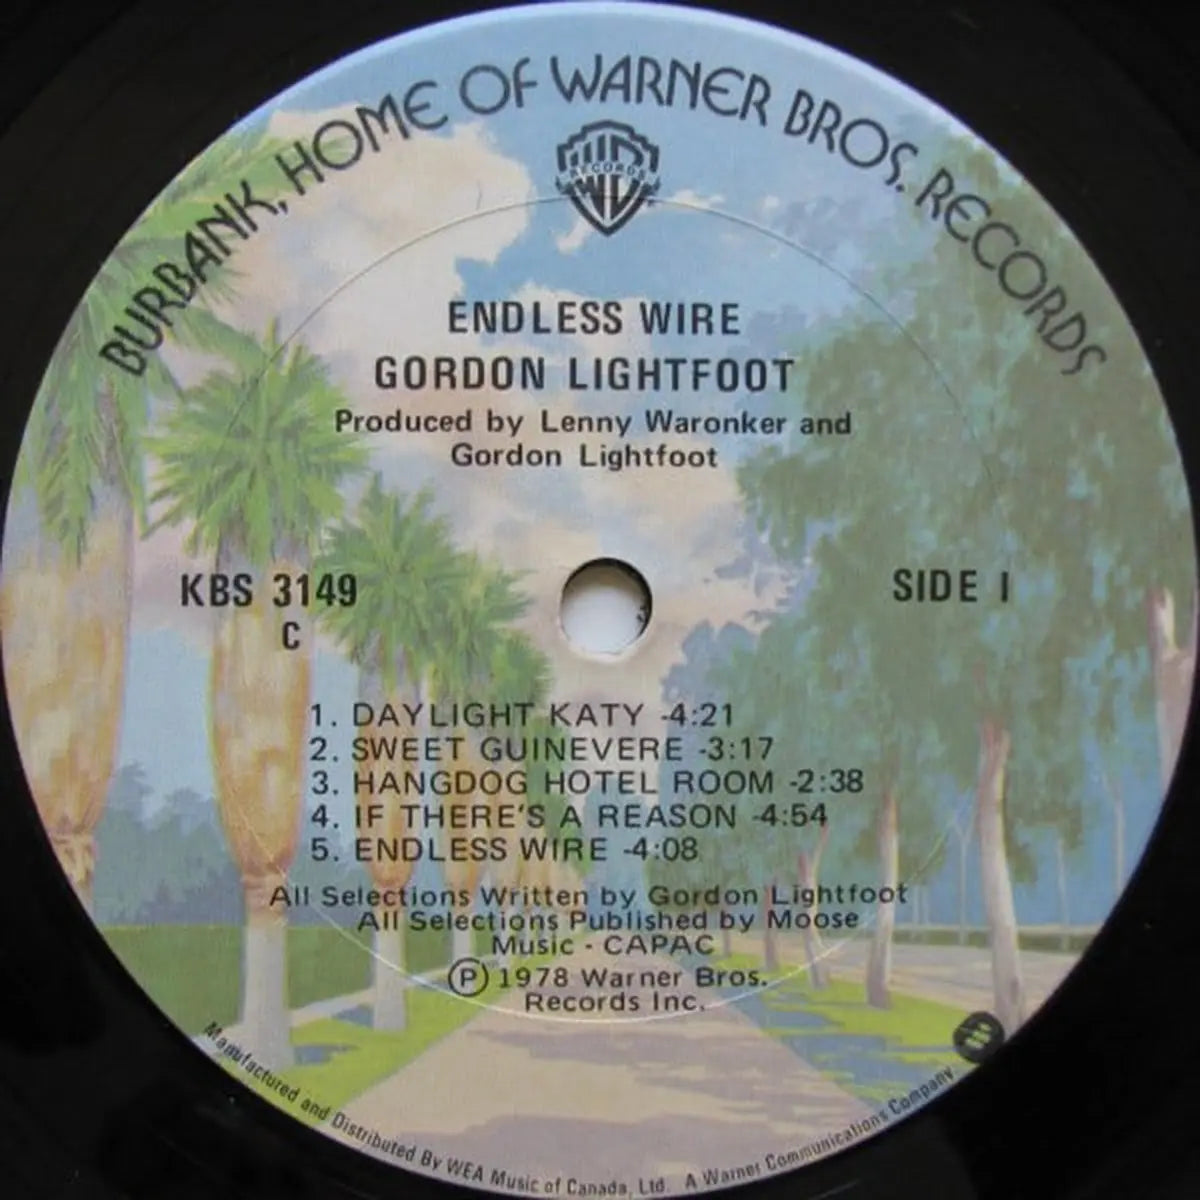 BURBANK, HOME OF WARNER BROS. RECORDS
WB
RECORDS
ENDLESS WIRE
GORDON LIGHTFOOT
Produced by Lenny Waronker and
Gordon Lightfoot
KBS 3149
C
SIDE 1
1. DAYLIGHT KATY -4:21
2. SWEET GUINEVERE -3:17
3. HANGDOG HOTEL ROOM -2:38
4. IF THERE'S A REASON -4:54
5. ENDLESS WIRE -4:08
All Selections Written by Gordon Lightfoot
All Selections Published by Moose
Music - CAPAC
Ⓟ 1978 Warner Bros.
Records Inc.
Manufactured and Distributed By WEA Music of Canada, Ltd. A Warner Communications Company